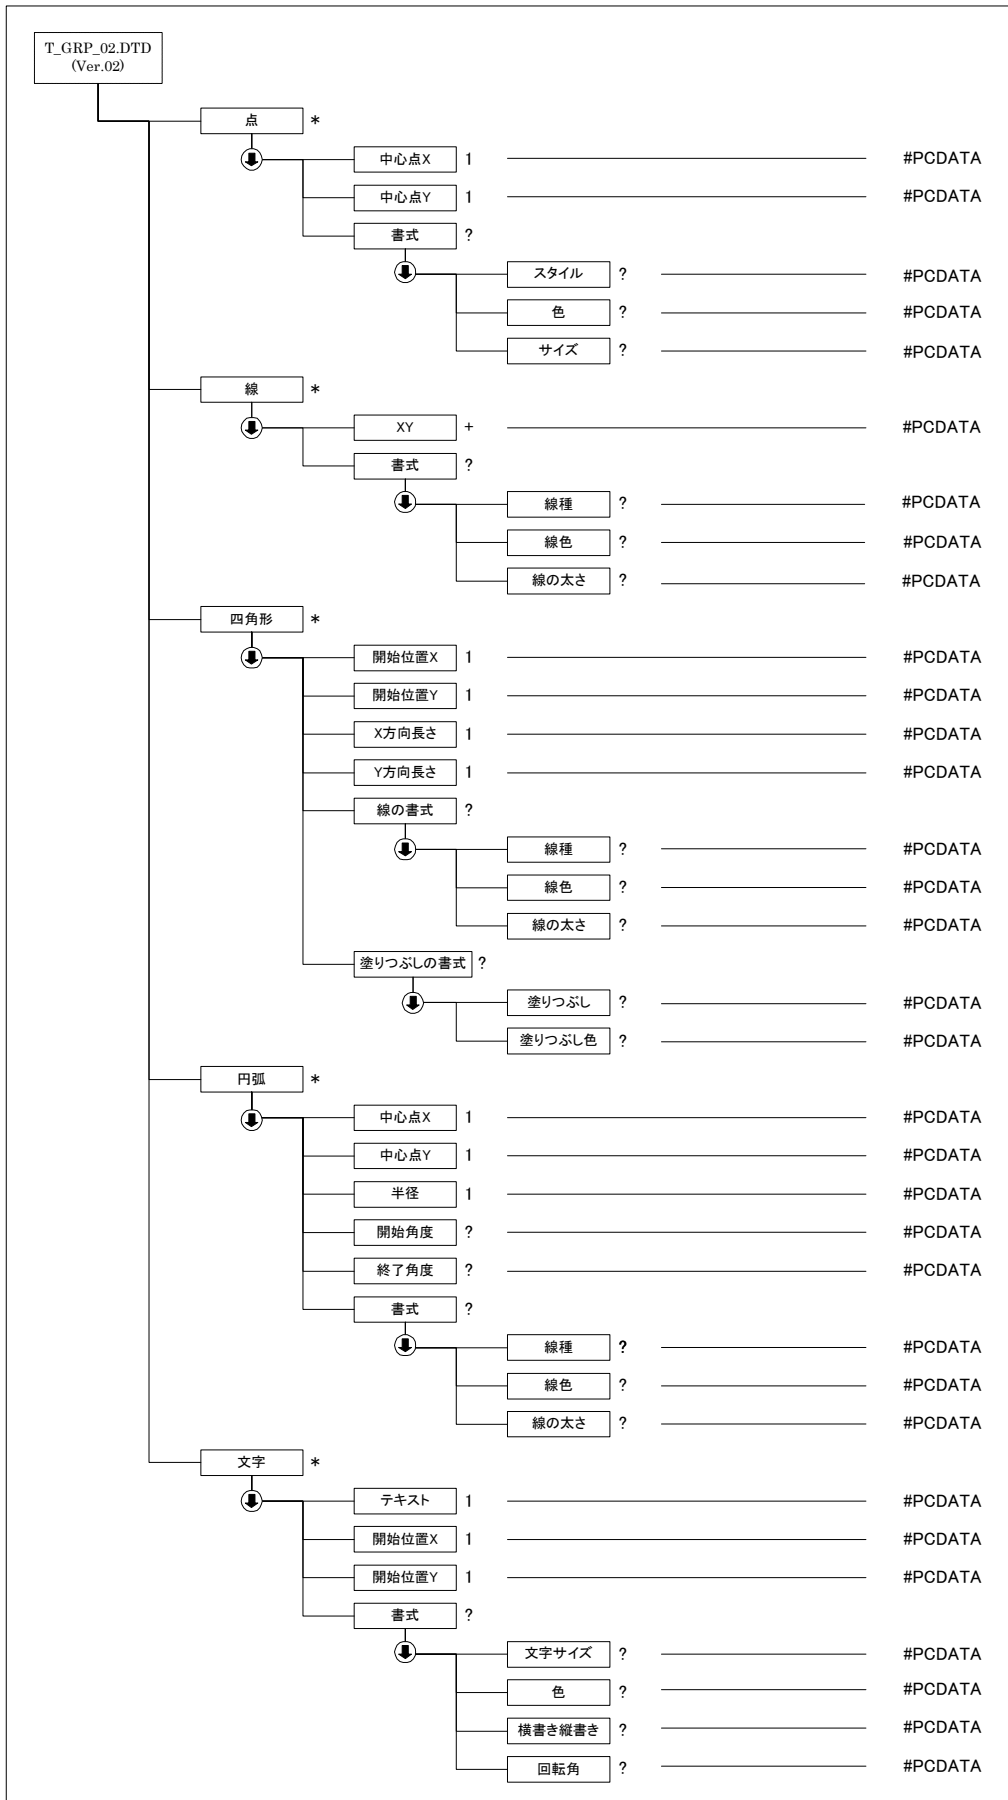 T_GRP_02.DTD
(Ver.02)
点 *
中心点X 1 #PCDATA
中心点Y 1 #PCDATA
書式 ?
スタイル ? #PCDATA
色 ? #PCDATA
サイズ ? #PCDATA
線 *
XY + #PCDATA
書式 ?
線種 ? #PCDATA
線色 ? #PCDATA
線の太さ ? #PCDATA
四角形 *
開始位置X 1 #PCDATA
開始位置Y 1 #PCDATA
X方向長さ 1 #PCDATA
Y方向長さ 1 #PCDATA
線の書式 ?
線種 ? #PCDATA
線色 ? #PCDATA
線の太さ ? #PCDATA
塗りつぶしの書式 ?
塗りつぶし ? #PCDATA
塗りつぶし色 ? #PCDATA
円弧 *
中心点X 1 #PCDATA
中心点Y 1 #PCDATA
半径 1 #PCDATA
開始角度 ? #PCDATA
終了角度 ? #PCDATA
書式 ?
線種 ? #PCDATA
線色 ? #PCDATA
線の太さ ? #PCDATA
文字 *
テキスト 1 #PCDATA
開始位置X 1 #PCDATA
開始位置Y 1 #PCDATA
書式 ?
文字サイズ ? #PCDATA
色 ? #PCDATA
横書き縦書き ? #PCDATA
回転角 ? #PCDATA